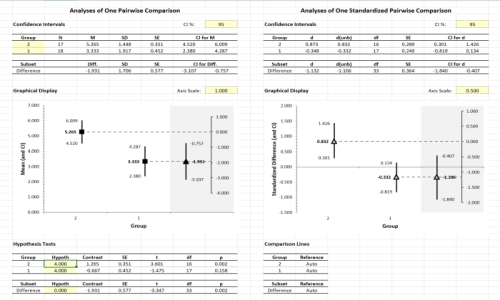 Analyses of One Pairwise Comparison
Confidence Intervals CI %: 95
Group N M SD SE CI for M
2 17 5.265 1.448 0.351 4.520 6.009
1 18 3.333 1.917 0.452 2.380 4.287
Subset Diff. SD SE CI for Diff.
Difference -1.931 1.706 0.577 -3.107 -0.757
Graphical Display Axis Scale: 1.000
7.000
6.000
5.000
4.000
3.000
2.000
1.000
0.000
Mean (and CI)
6.009
5.265
4.520
4.287
3.333
2.380
-0.757
-1.931
-3.107
1.000
0.000
-1.000
-2.000
-3.000
-4.000
2 1
Group
Hypothesis Tests
Group Hypoth Contrast SE t df p
2 4.000 1.265 0.351 3.601 16 0.002
1 4.000 -0.667 0.452 -1.475 17 0.158
Subset Hypoth Contrast SE t df p
Difference 0.000 -1.931 0.577 -3.347 33 0.002
Analyses of One Standardized Pairwise Comparison
Confidence Intervals CI %: 95
Group d d(unb) df SE CI for d
2 0.873 0.832 16 0.289 0.301 1.426
1 -0.348 -0.332 17 0.249 -0.819 0.134
Subset d d(unb) df SE CI for d
Difference -1.132 -1.106 33 0.364 -1.840 -0.407
Graphical Display Axis Scale: 0.500
2.000
1.500
1.000
0.500
0.000
-0.500
-1.000
-1.500
Standardized Difference (and CI)
1.426
0.832
0.301
0.134
-0.332
-0.819
-0.407
-1.106
-1.840
1.000
0.500
0.000
-0.500
-1.000
-1.500
-2.000
2 1
Group
Comparison Lines
Group Reference
2 Auto
1 Auto
Subset Reference
Difference Auto